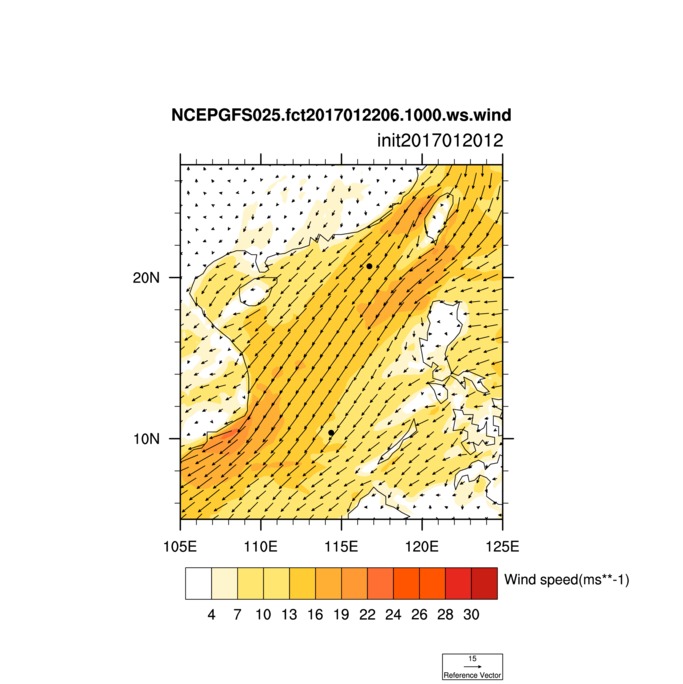 NCEPGFS025.fct2017012206.1000.ws.wind
init2017012012
20N
10N
105E 110E 115E 120E 125E
Wind speed(ms**-1)
4 7 10 13 16 19 22 24 26 28 30
15
Reference Vector